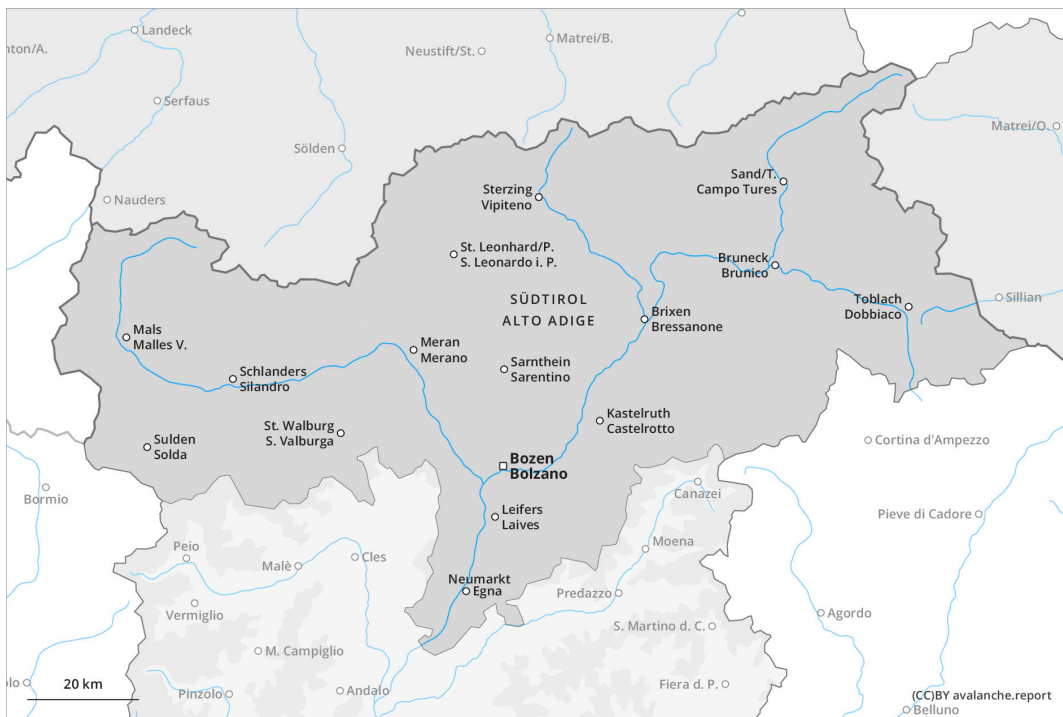 Landeck
nton/A.
Neustift/St.
Matrei/B.
Serfaus
Sölden
Matrei/O.
Nauders
Sterzing
Vipiteno
Sand/T.
Campo Tures
St. Leonhard/P.
S. Leonardo i. P.
Bruneck
Brunico
SÜDTIROL
ALTO ADIGE
Toblach
Dobbiaco
Sillian
Brixen
Bressanone
Mals
Malles V.
Meran
Merano
Sarnthein
Sarentino
Schlanders
Silandro
Kastelruth
Castelrotto
St. Walburg
S. Valburga
Sulden
Solda
Cortina d'Ampezzo
Bozen
Bolzano
Bormio
Canazei
Leifers
Laives
Pieve di Cadore
Peio
Moena
Malè
Cles
Neumarkt
Egna
Predazzo
Vermiglio
Agordo
S. Martino d. C.
M. Campiglio
olo
20 km
Pinzolo
Andalo
Fiera d. P.
(CC)BY avalanche.report
Belluno